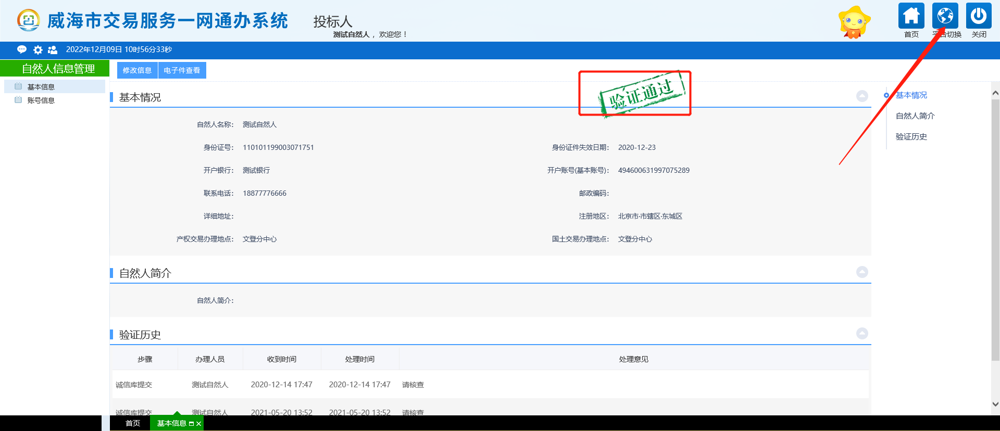 威海市交易服务一网通办系统
投标人
测试自然人 ，欢迎您！
首页
平台切换
关闭
2022年12月09日 10时56分33秒
自然人信息管理
基本信息
账号信息
修改信息 电子件查看
验证通过
基本情况
自然人名称： 测试自然人
身份证号： 110101199003071751 身份证件失效日期： 2020-12-23
开户银行： 测试银行 开户账号(基本账号)： 494600631997075289
联系电话： 18877776666 邮政编码：
详细地址： 注册地区： 北京市·市辖区·东城区
产权交易办理地点： 文登分中心 国土交易办理地点： 文登分中心
自然人简介
自然人简介：
验证历史
步骤 办理人员 收到时间 处理时间 处理意见
诚信库提交 测试自然人 2020-12-14 17:47 2020-12-14 17:47 请核查
诚信库提交 测试自然人 2021-05-20 13:52 2021-05-20 13:52 请核查
基本情况
自然人简介
验证历史
首页
基本信息